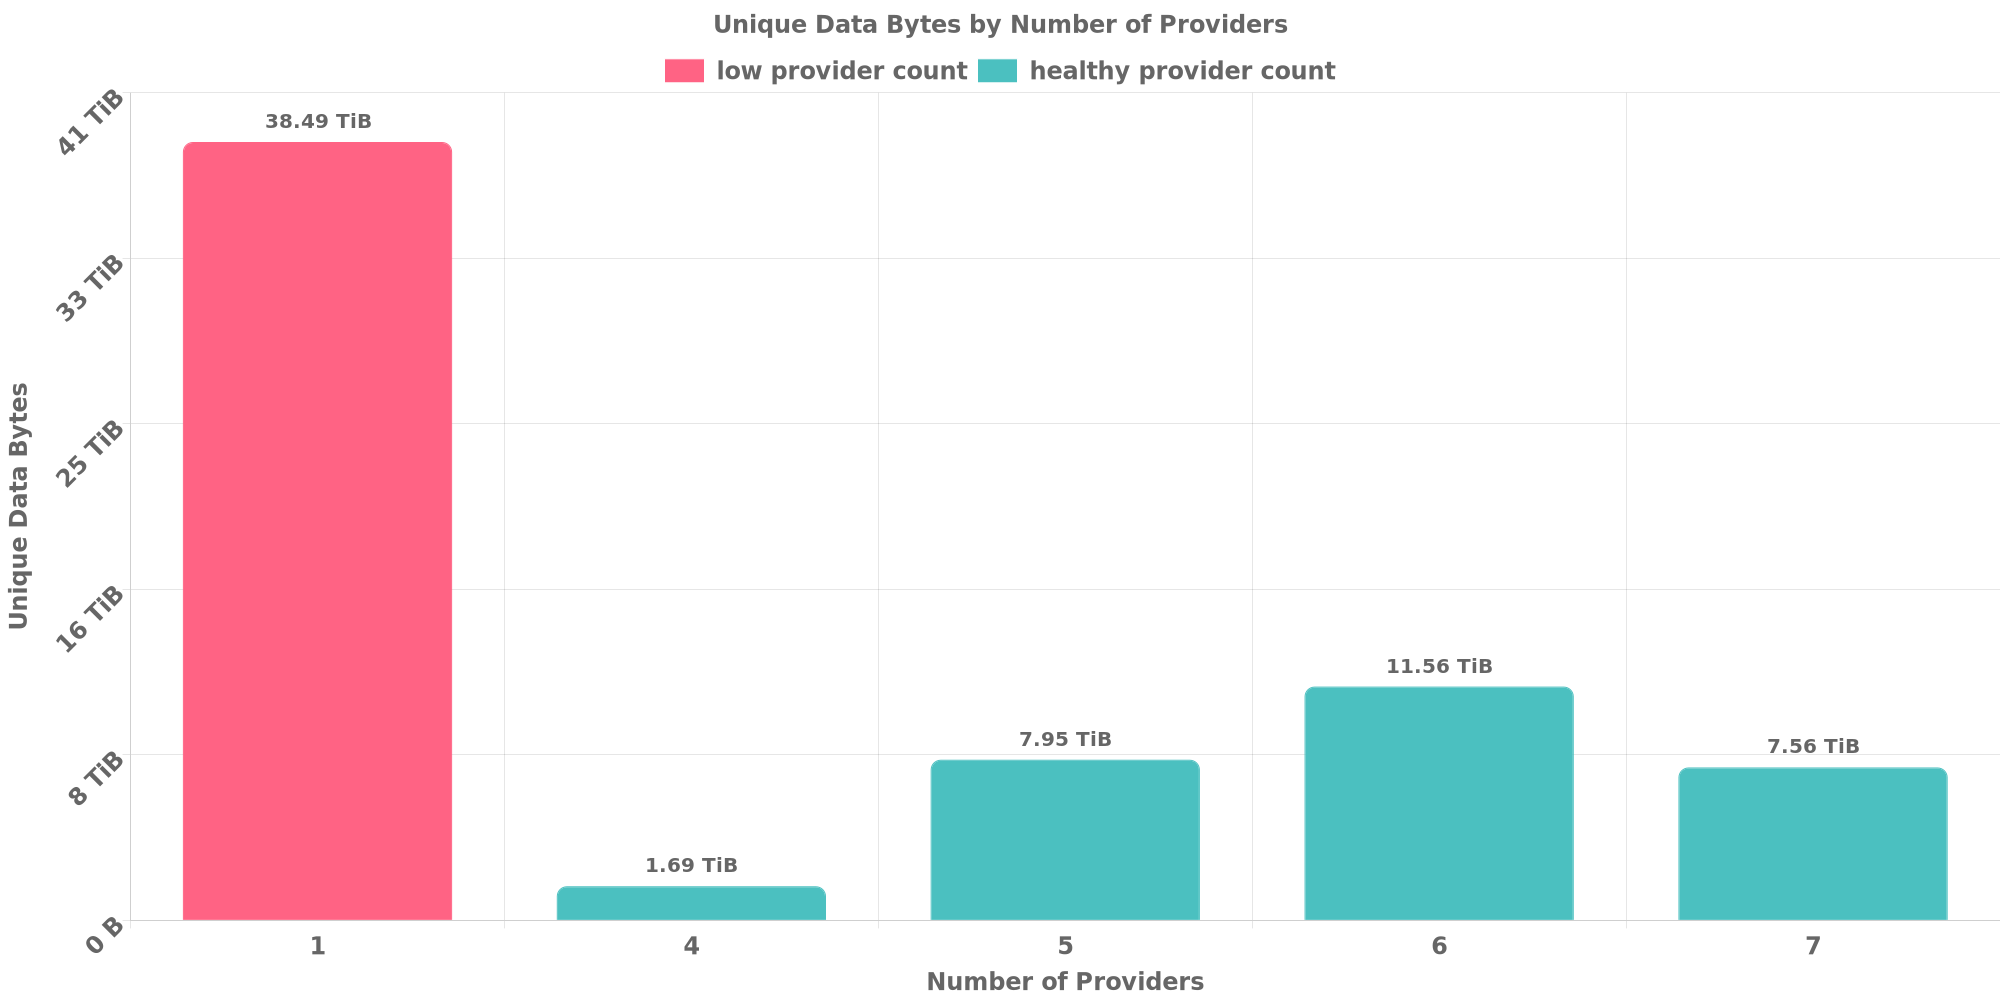 Unique Data Bytes by Number of Providers
low provider count healthy provider count
41 TiB
33 TiB
25 TiB
16 TiB
8 TiB
0 B
Unique Data Bytes
38.49 TiB
1.69 TiB
7.95 TiB
11.56 TiB
7.56 TiB
1 4 5 6 7
Number of Providers